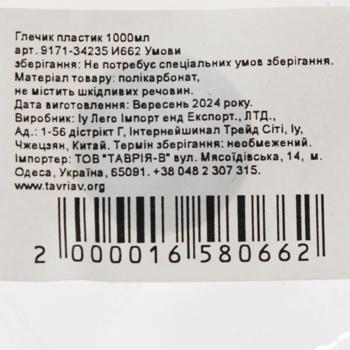 Глечик пластик 1000мл
арт. 9171-34235 И662 Умови
зберігання: Не потребує спеціальних умов зберігання.
Матеріал товару: полікарбонат,
не містить шкідливих речовин.
Дата виготовлення: Вересень 2024 року.
Виробник: Іу Лего Імпорт енд Експорт., ЛТД.,
Ад.: 1-56 дістрікт Г, Інтернейшинал Трейд Сіті, Іу,
Чжецзян, Китай. Термін зберігання: необмежений.
Імпортер: ТОВ "ТАВРІЯ-В" вул. Мясоїдівська, 14, м.
Одеса, Україна, 65091. +38 048 2 307 315.
www.tavriav.org
2 000016 580662